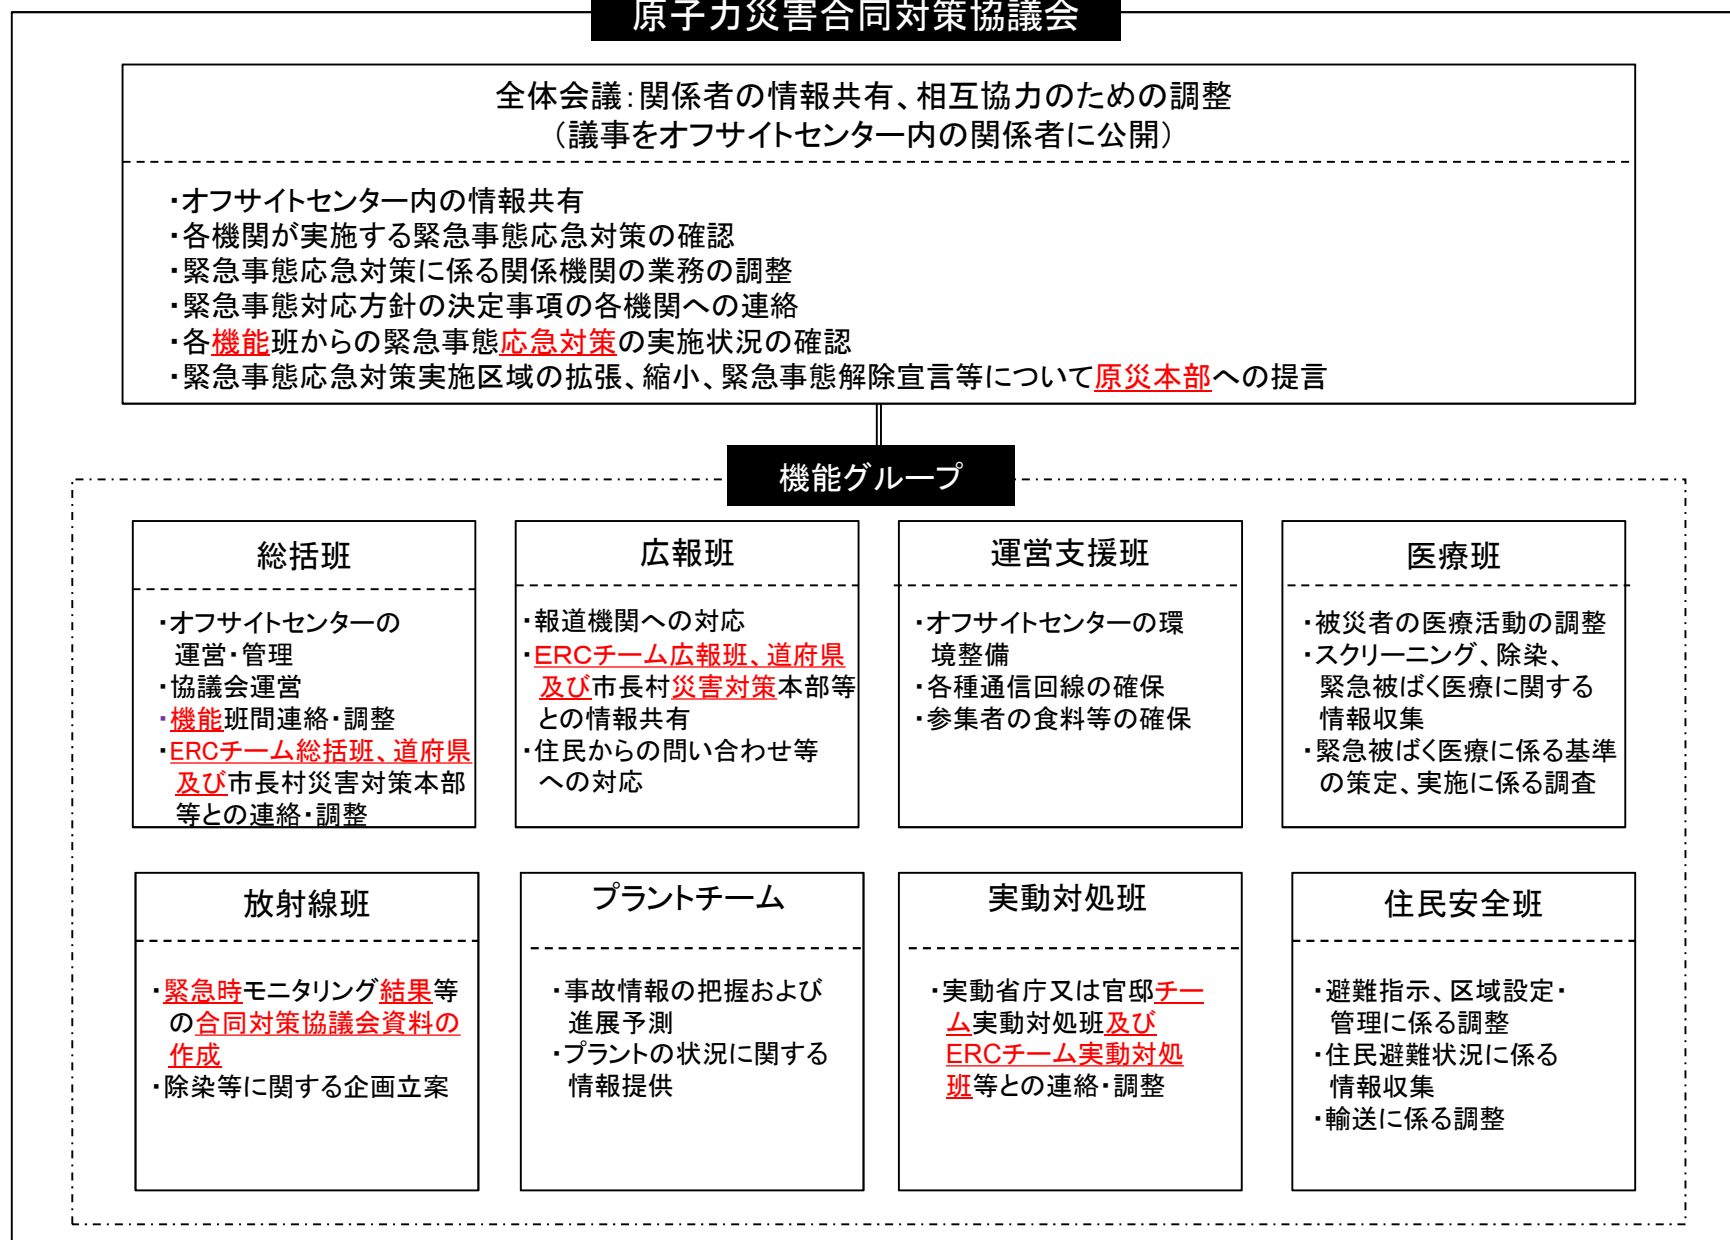 原子力災害合同対策協議会
全体会議：関係者の情報共有、相互協力のための調整
（議事をオフサイトセンター内の関係者に公開）
・オフサイトセンター内の情報共有
・各機関が実施する緊急事態応急対策の確認
・緊急事態応急対策に係る関係機関の業務の調整
・緊急事態対応方針の決定事項の各機関への連絡
・各機能班からの緊急事態応急対策の実施状況の確認
・緊急事態応急対策実施区域の拡張、縮小、緊急事態解除宣言等について原災本部への提言
機能グループ
総括班
・オフサイトセンターの
運営・管理
・協議会運営
・機能班間連絡・調整
・ERCチーム総括班、道府県
及び市長村災害対策本部
等との連絡・調整
広報班
・報道機関への対応
・ERCチーム広報班、道府県
及び市長村災害対策本部等
との情報共有
・住民からの問い合わせ等
への対応
運営支援班
・オフサイトセンターの環
境整備
・各種通信回線の確保
・参集者の食料等の確保
医療班
・被災者の医療活動の調整
・スクリーニング、除染、
緊急被ばく医療に関する
情報収集
・緊急被ばく医療に係る基準
の策定、実施に係る調査
放射線班
・緊急時モニタリング結果等
の合同対策協議会資料の
作成
・除染等に関する企画立案
プラントチーム
・事故情報の把握および
進展予測
・プラントの状況に関する
情報提供
実動対処班
・実動省庁又は官邸チー
ム実動対処班及び
ERCチーム実動対処
班等との連絡・調整
住民安全班
・避難指示、区域設定・
管理に係る調整
・住民避難状況に係る
情報収集
・輸送に係る調整